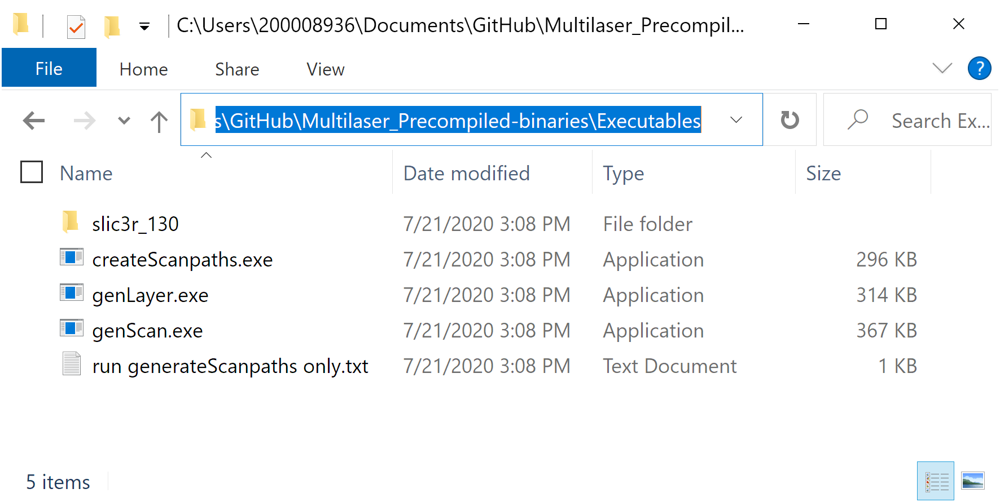 C:\Users\200008936\Documents\GitHub\Multilaser_Precompil...
File Home Share View ?
s\GitHub\Multilaser_Precompiled-binaries\Executables Search Ex...
Name Date modified Type Size
slic3r_130 7/21/2020 3:08 PM File folder
createScanpaths.exe 7/21/2020 3:08 PM Application 296 KB
genLayer.exe 7/21/2020 3:08 PM Application 314 KB
genScan.exe 7/21/2020 3:08 PM Application 367 KB
run generateScanpaths only.txt 7/21/2020 3:08 PM Text Document 1 KB
5 items